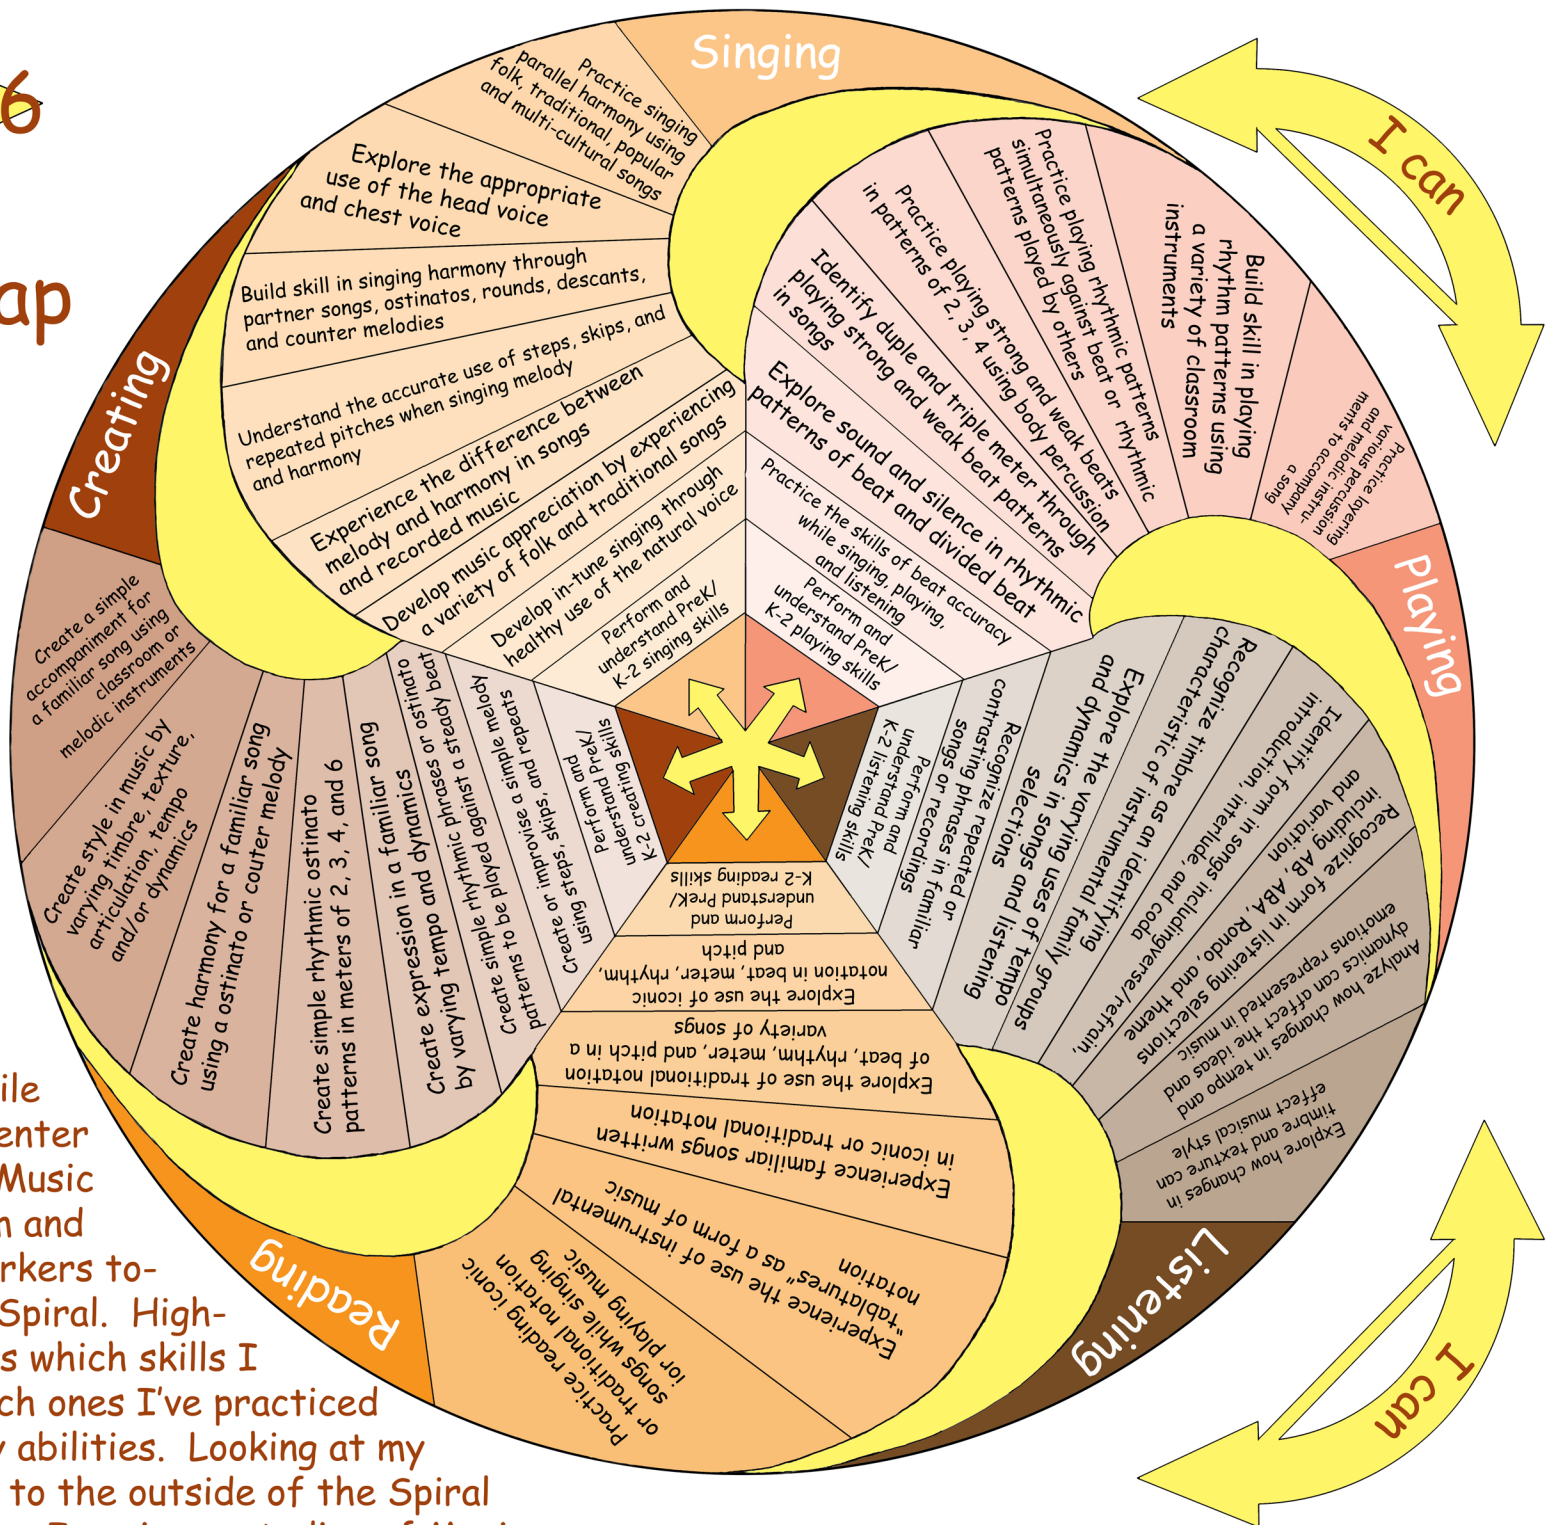 6
ap
Singing
Practice singing
parallel harmony using
folk, traditional, popular
and multi-cultural songs
Explore the appropriate
use of the head voice
and chest voice
Build skill in singing harmony through
partner songs, ostinatos, rounds, descants,
and counter melodies
Understand the accurate use of steps, skips, and
repeated pitches when singing melody
and harmony
Experience the difference between
melody and harmony in songs
and recorded music
Develop music appreciation by experiencing
a variety of folk and traditional songs
Develop in-tune singing through
healthy use of the natural voice
Perform and
understand PreK/
K-2 singing skills
I can
Playing
Practice layering
various percussion
and melodic instru-
ments to accompany
a song
Build skill in playing
rhythm patterns using
a variety of classroom
instruments
Practice playing rhythmic patterns
simultaneously against beat or rhythmic
patterns played by others
Practice playing strong and weak beats
in patterns of 2, 3, 4 using body percussion
Identify duple and triple meter through
playing strong and weak beat patterns
in songs
Explore sound and silence in rhythmic
patterns of beat and divided beat
Practice the skills of beat accuracy
while singing, playing,
and listening
Perform and
understand PreK/
K-2 playing skills
Listening
Explore how changes in
timbre and texture can
effect musical style
Analyze how changes in tempo and
dynamics can affect the ideas and
emotions represented in music
Recognize form in listening selections
including AB, ABA, Rondo, and theme
and variation
Identify form in songs including verse/refrain,
introduction, interlude, and coda
Recognize timbre as an identifying
characteristic of instrumental family groups
Explore the varying uses of tempo
and dynamics in songs and listening
selections
Recognize repeated or
contrasting phrases in familiar
songs or recordings
Perform and
understand PreK/
K-2 listening skills
I can
Reading
Practice reading iconic
or traditional notation
songs while singing
ior playing music
Experience the use of instrumental
"tablatures" as a form of music
notation
Experience familiar songs written
in iconic or traditional notation
Explore the use of traditional notation
of beat, rhythm, meter, and pitch in a
variety of songs
Explore the use of iconic
notation in beat, meter, rhythm,
and pitch
Perform and
understand PreK/
K-2 reading skills
Creating
Create a simple
accompaniment for
a familiar song using
classroom or
melodic instruments
Create style in music by
varying timbre, texture,
articulation, tempo
and/or dynamics
Create harmony for a familiar song
using a ostinato or couter melody
Create simple rhythmic ostinato
patterns in meters of 2, 3, 4, and 6
Create expression in a familiar song
by varying tempo and dynamics
Create simple rhythmic phrases or ostinato
patterns to be played against a steady beat
Create or improvise a simple melody
using steps, skips, and repeats
Perform and
understand PreK/
K-2 creating skills
ile
enter
Music
n and
rkers to-
Spiral. High-
s which skills I
ch ones I've practiced
y abilities. Looking at my
to the outside of the Spiral